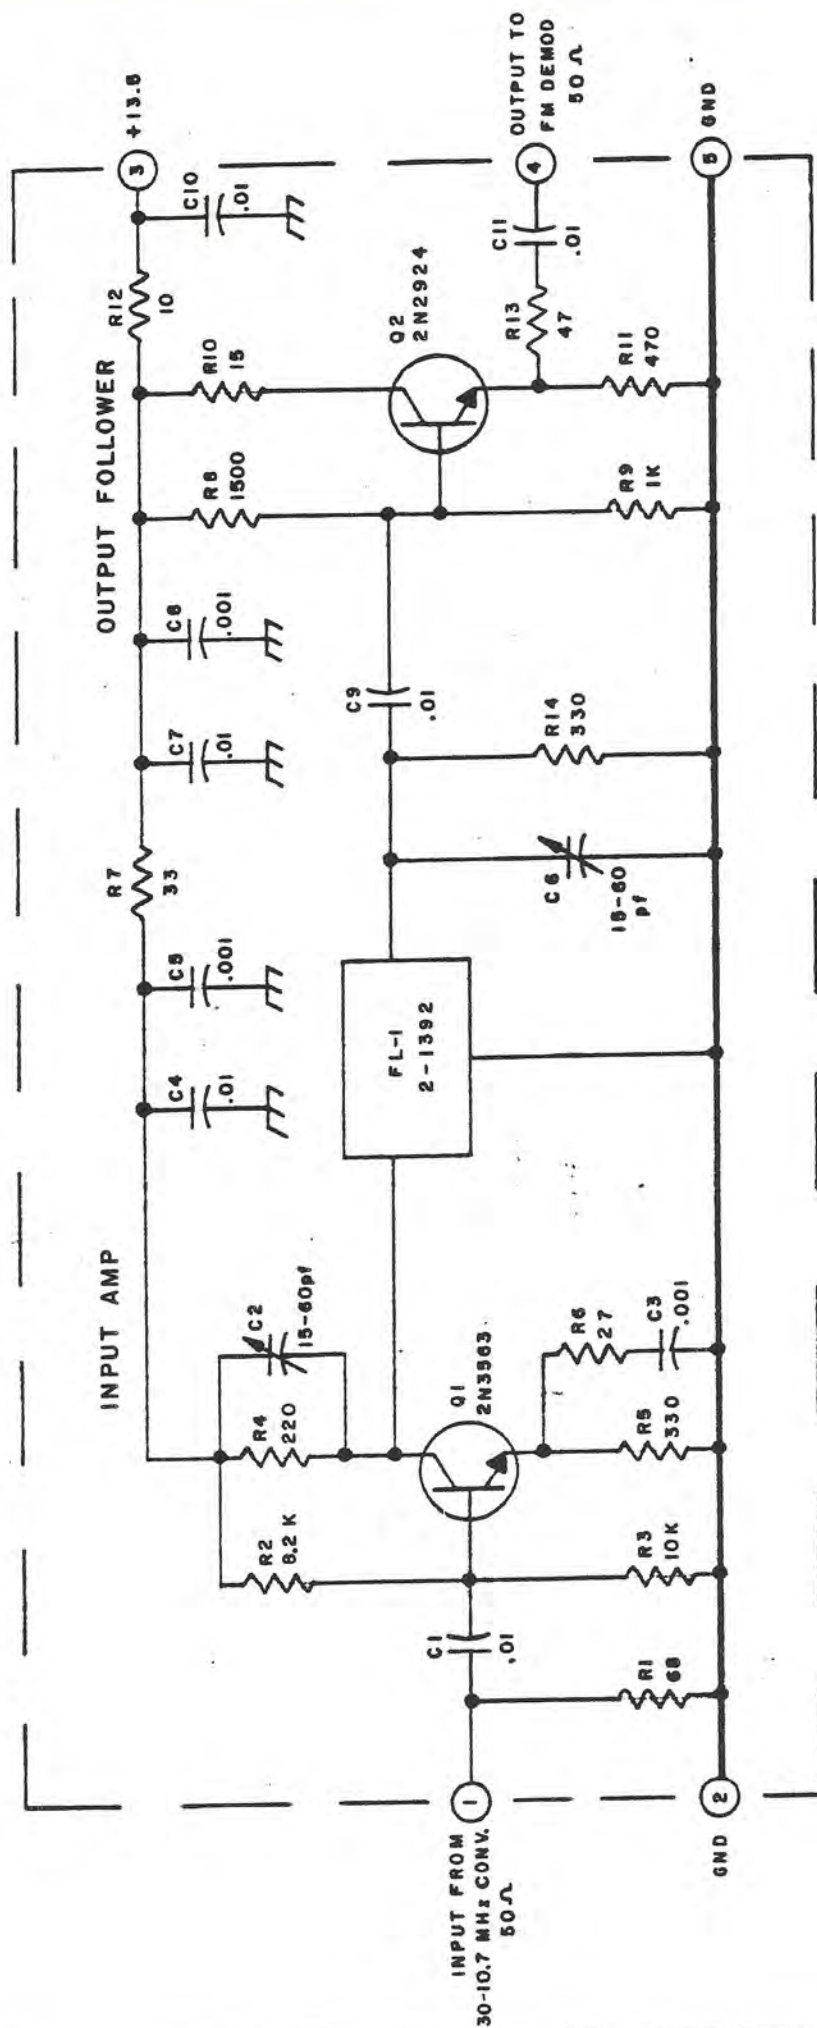 INPUT AMP
OUTPUT FOLLOWER
3
+13.8
R12
10
C10
.01
R7
33
C4
.01
C5
.001
C7
.01
C8
.001
R8
1500
R10
15
Q2
2N2924
R2
8.2 K
R4
220
C2
15-60pf
FL-1
2-1392
C9
.01
R13
47
C11
.01
4
OUTPUT TO
FM DEMOD
50Ω
1
INPUT FROM
30-10.7 MHz CONV.
50Ω
C1
.01
Q1
2N3563
R1
68
R3
10K
R5
330
R6
27
C3
.001
C6
15-60
pf
R14
330
R9
1K
R11
470
2
GND
5
GND